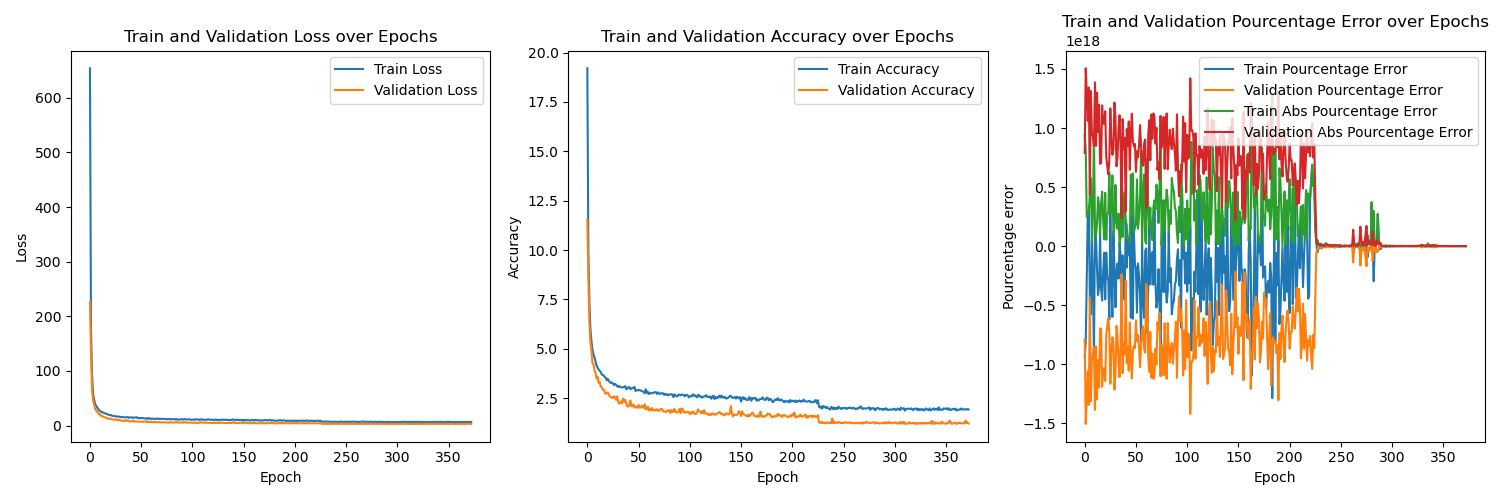 Train and Validation Loss over Epochs
Train Loss
Validation Loss
600
500
400
300
200
100
0
Loss
0 50 100 150 200 250 300 350
Epoch
Train and Validation Accuracy over Epochs
Train Accuracy
Validation Accuracy
20.0
17.5
15.0
12.5
10.0
7.5
5.0
2.5
Accuracy
0 50 100 150 200 250 300 350
Epoch
Train and Validation Pourcentage Error over Epochs
1e18
Train Pourcentage Error
Validation Pourcentage Error
Train Abs Pourcentage Error
Validation Abs Pourcentage Error
1.5
1.0
0.5
0.0
−0.5
−1.0
−1.5
Pourcentage error
0 50 100 150 200 250 300 350
Epoch